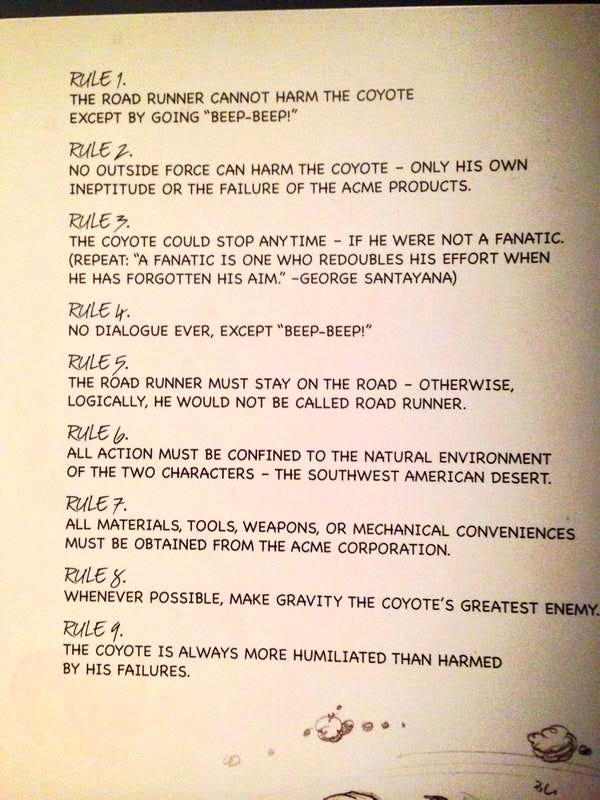 RULE 1.
THE ROAD RUNNER CANNOT HARM THE COYOTE
EXCEPT BY GOING "BEEP-BEEP!"
RULE 2.
NO OUTSIDE FORCE CAN HARM THE COYOTE – ONLY HIS OWN
INEPTITUDE OR THE FAILURE OF THE ACME PRODUCTS.
RULE 3.
THE COYOTE COULD STOP ANYTIME – IF HE WERE NOT A FANATIC.
(REPEAT: "A FANATIC IS ONE WHO REDOUBLES HIS EFFORT WHEN
HE HAS FORGOTTEN HIS AIM." –GEORGE SANTAYANA)
RULE 4.
NO DIALOGUE EVER, EXCEPT "BEEP-BEEP!"
RULE 5.
THE ROAD RUNNER MUST STAY ON THE ROAD – OTHERWISE,
LOGICALLY, HE WOULD NOT BE CALLED ROAD RUNNER.
RULE 6.
ALL ACTION MUST BE CONFINED TO THE NATURAL ENVIRONMENT
OF THE TWO CHARACTERS – THE SOUTHWEST AMERICAN DESERT.
RULE 7.
ALL MATERIALS, TOOLS, WEAPONS, OR MECHANICAL CONVENIENCES
MUST BE OBTAINED FROM THE ACME CORPORATION.
RULE 8.
WHENEVER POSSIBLE, MAKE GRAVITY THE COYOTE'S GREATEST ENEMY.
RULE 9.
THE COYOTE IS ALWAYS MORE HUMILIATED THAN HARMED
BY HIS FAILURES.